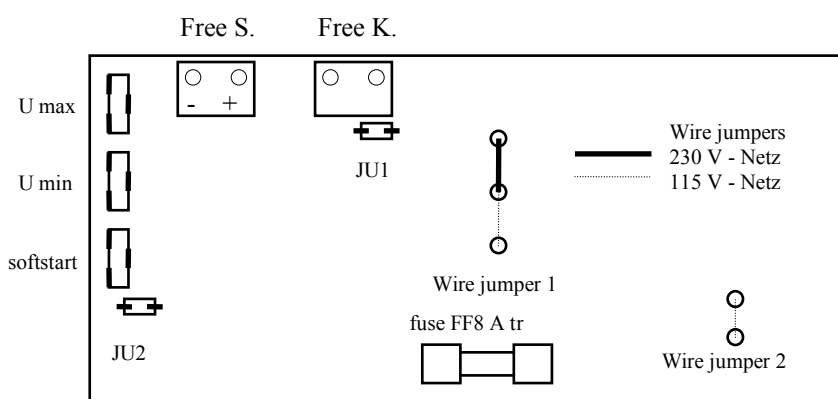 Free S.
Free K.
- +
U max
JU1
Wire jumpers
230 V - Netz
115 V - Netz
U min
softstart
Wire jumper 1
JU2
fuse FF8 A tr
Wire jumper 2